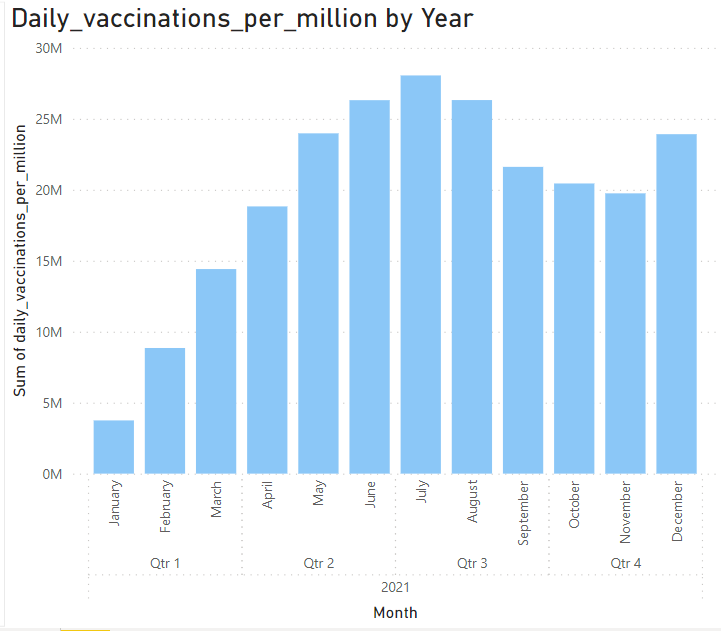 Daily_vaccinations_per_million by Year
Sum of daily_vaccinations_per_million
30M
25M
20M
15M
10M
5M
0M
January
February
March
April
May
June
July
August
September
October
November
December
Qtr 1
Qtr 2
Qtr 3
Qtr 4
2021
Month